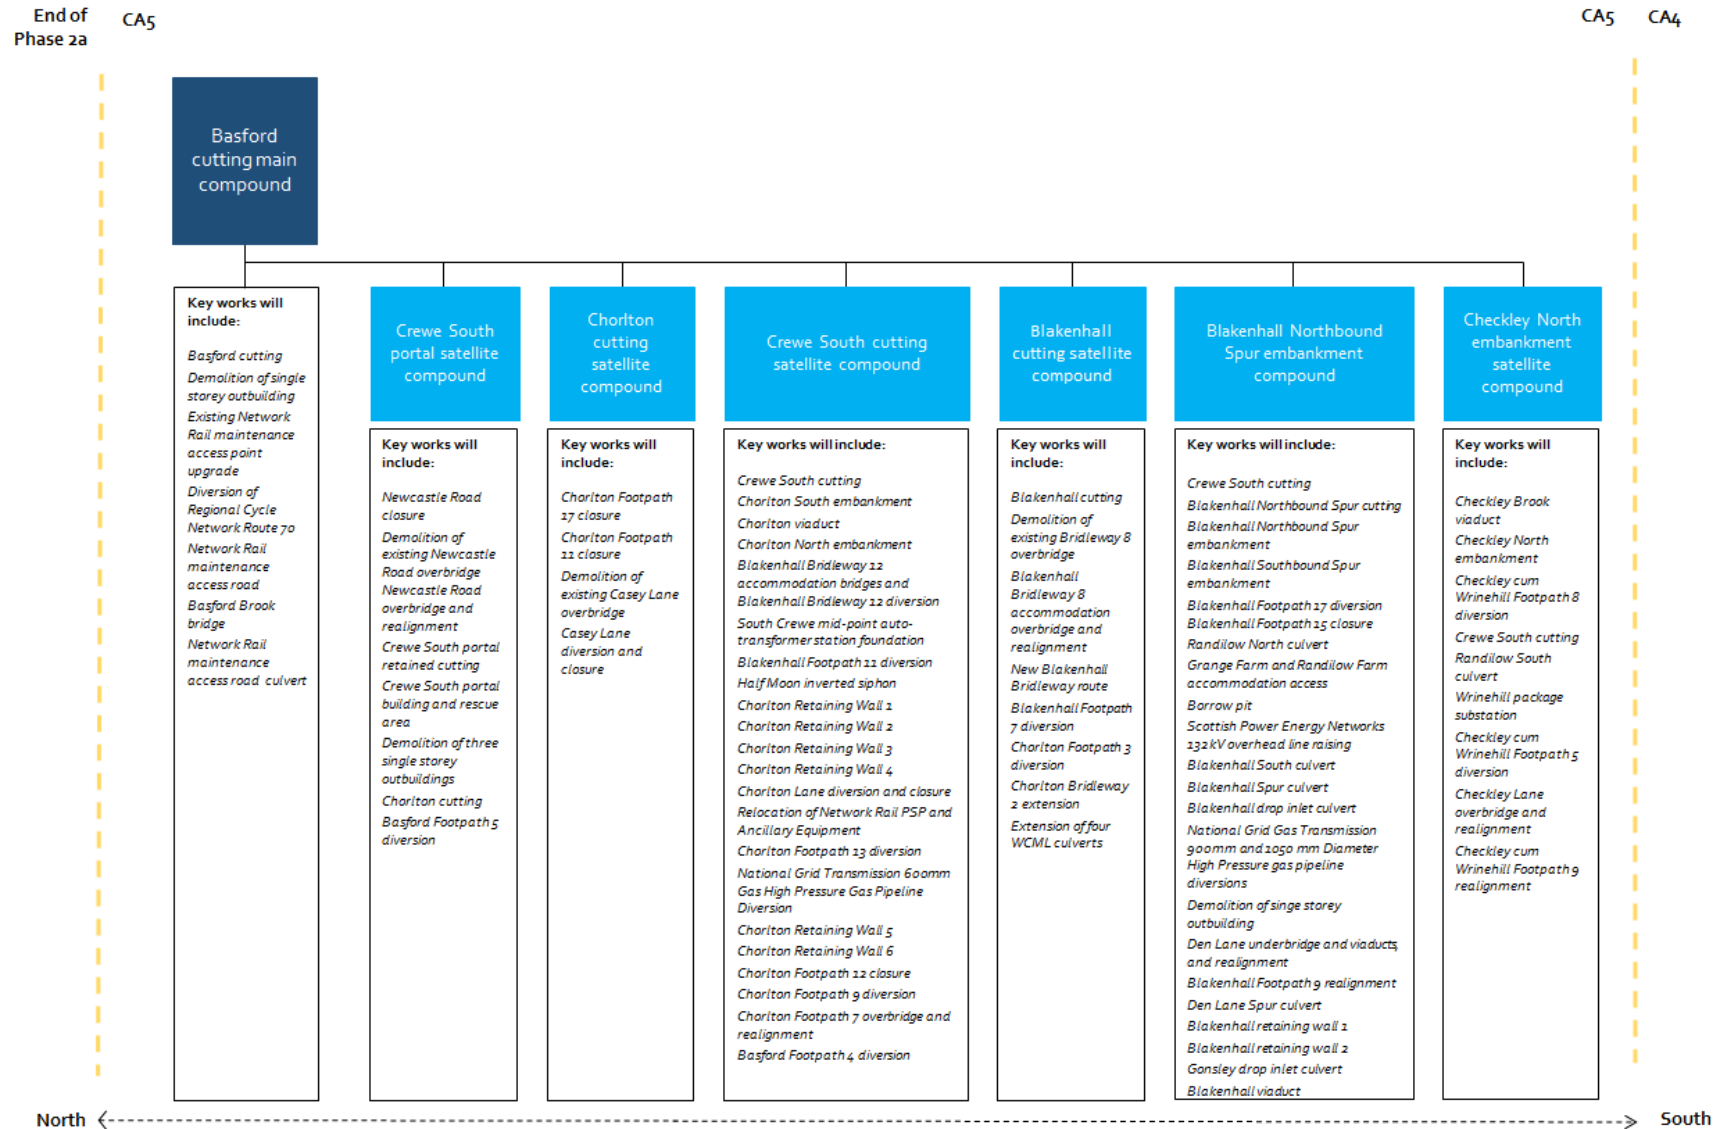 End of
Phase 2a
CA5
CA5
CA4
Basford
cutting main
compound
Key works will
include:
Basford cutting
Demolition of single
storey outbuilding
Existing Network
Rail maintenance
access point
upgrade
Diversion of
Regional Cycle
Network Route 70
Network Rail
maintenance
access road
Basford Brook
bridge
Network Rail
maintenance
access road culvert
Crewe South
portal satellite
compound
Key works will
include:
Newcastle Road
closure
Demolition of
existing Newcastle
Road overbridge
Newcastle Road
overbridge and
realignment
Crewe South portal
retained cutting
Crewe South portal
building and rescue
area
Demolition of three
single storey
outbuildings
Chorlton cutting
Basford Footpath 5
diversion
Chorlton
cutting
satellite
compound
Key works will
include:
Chorlton Footpath
17 closure
Chorlton Footpath
11 closure
Demolition of
existing Casey Lane
overbridge
Casey Lane
diversion and
closure
Crewe South cutting
satellite compound
Key works will include:
Crewe South cutting
Chorlton South embankment
Chorlton viaduct
Chorlton North embankment
Blakenhall Bridleway 12
accommodation bridges and
Blakenhall Bridleway 12 diversion
South Crewe mid-point auto-
transformer station foundation
Blakenhall Footpath 11 diversion
Half Moon inverted siphon
Chorlton Retaining Wall 1
Chorlton Retaining Wall 2
Chorlton Retaining Wall 3
Chorlton Retaining Wall 4
Chorlton Lane diversion and closure
Relocation of Network Rail PSP and
Ancillary Equipment
Chorlton Footpath 13 diversion
National Grid Transmission 600mm
Gas High Pressure Gas Pipeline
Diversion
Chorlton Retaining Wall 5
Chorlton Retaining Wall 6
Chorlton Footpath 12 closure
Chorlton Footpath 9 diversion
Chorlton Footpath 7 overbridge and
realignment
Basford Footpath 4 diversion
Blakenhall
cutting satellite
compound
Key works will
include:
Blakenhall cutting
Demolition of
existing Bridleway 8
overbridge
Blakenhall
Bridleway 8
accommodation
overbridge and
realignment
New Blakenhall
Bridleway route
Blakenhall Footpath
7 diversion
Chorlton Footpath 3
diversion
Chorlton Bridleway
2 extension
Extension of four
WCML culverts
Blakenhall Northbound
Spur embankment
compound
Key works will include:
Crewe South cutting
Blakenhall Northbound Spur cutting
Blakenhall Northbound Spur
embankment
Blakenhall Southbound Spur
embankment
Blakenhall Footpath 17 diversion
Blakenhall Footpath 15 closure
Randilow North culvert
Grange Farm and Randilow Farm
accommodation access
Borrow pit
Scottish Power Energy Networks
132kV overhead line raising
Blakenhall South culvert
Blakenhall Spur culvert
Blakenhall drop inlet culvert
National Grid Gas Transmission
900mm and 1050 mm Diameter
High Pressure gas pipeline
diversions
Demolition of singe storey
outbuilding
Den Lane underbridge and viaducts,
and realignment
Blakenhall Footpath 9 realignment
Den Lane Spur culvert
Blakenhall retaining wall 1
Blakenhall retaining wall 2
Gonsley drop inlet culvert
Blakenhall viaduct
Checkley North
embankment
satellite
compound
Key works will
include:
Checkley Brook
viaduct
Checkley North
embankment
Checkley cum
Wrinehill Footpath 8
diversion
Crewe South cutting
Randilow South
culvert
Wrinehill package
substation
Checkley cum
Wrinehill Footpath 5
diversion
Checkley Lane
overbridge and
realignment
Checkley cum
Wrinehill Footpath 9
realignment
North
South